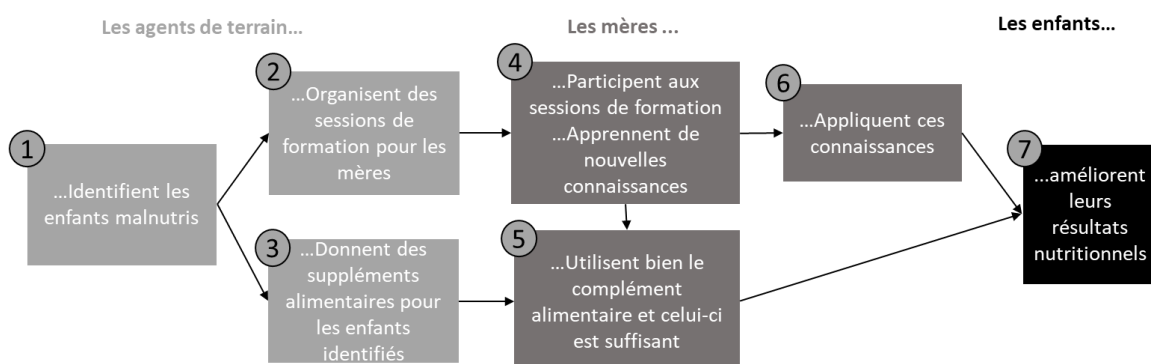 Les agents de terrain...
Les mères ...
Les enfants...
1
...Identifient les
enfants malnutris
2
...Organisent des
sessions de
formation pour les
mères
3
...Donnent des
suppléments
alimentaires pour
les enfants
identifiés
4
...Participent aux
sessions de formation
...Apprennent de
nouvelles
connaissances
5
...Utilisent bien le
complément
alimentaire et celui-ci
est suffisant
6
...Appliquent ces
connaissances
7
...améliorent
leurs
résultats
nutritionnels